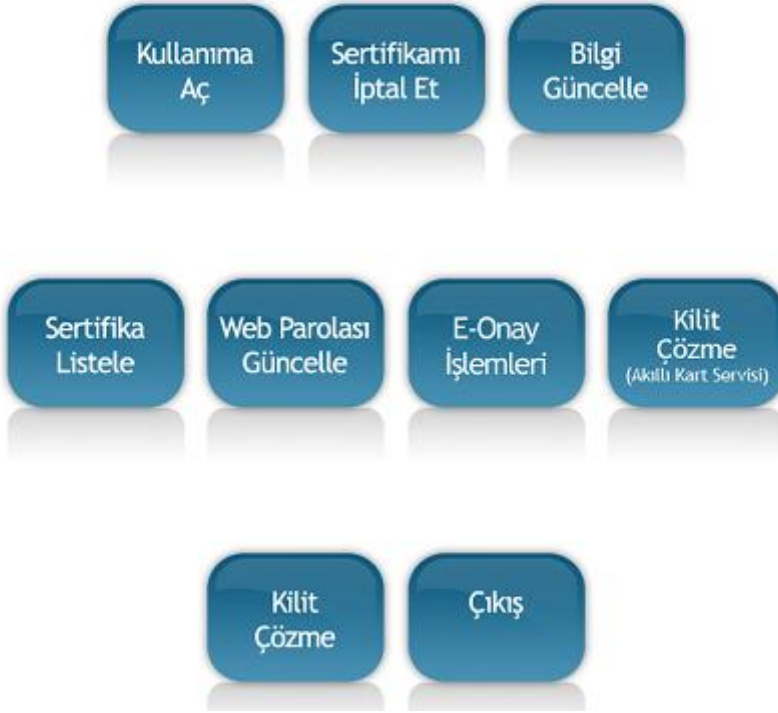 Kullanıma
Aç
Sertifikamı
İptal Et
Bilgi
Güncelle
Sertifika
Listele
Web Parolası
Güncelle
E-Onay
İşlemleri
Kilit
Çözme
(Akıllı Kart Servisi)
Kilit
Çözme
Çıkış